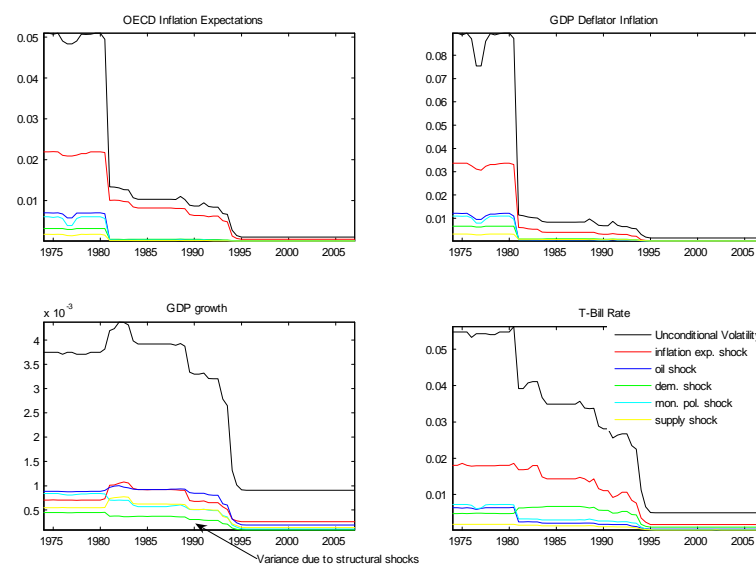 OECD Inflation Expectations
0.05
0.04
0.03
0.02
0.01
1975 1980 1985 1990 1995 2000 2005
GDP Deflator Inflation
0.08
0.07
0.06
0.05
0.04
0.03
0.02
0.01
1975 1980 1985 1990 1995 2000 2005
GDP growth
x 10 -3
4
3.5
3
2.5
2
1.5
1
0.5
1975 1980 1985 1990 1995 2000 2005
Variance due to structural shocks
T-Bill Rate
0.05
0.04
0.03
0.02
0.01
1975 1980 1985 1990 1995 2000 2005
Unconditional Volatility
inflation exp. shock
oil shock
dem. shock
mon. pol. shock
supply shock